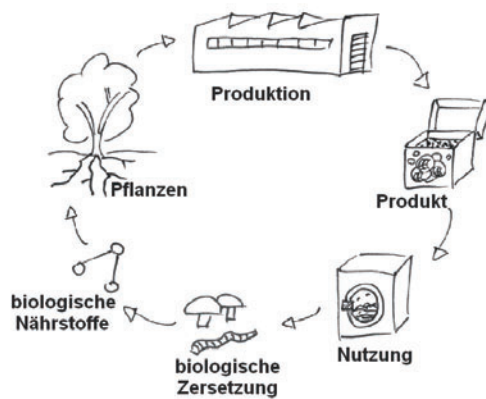 Produktion
Pflanzen
Produkt
biologische
Nährstoffe
biologische
Zersetzung
Nutzung